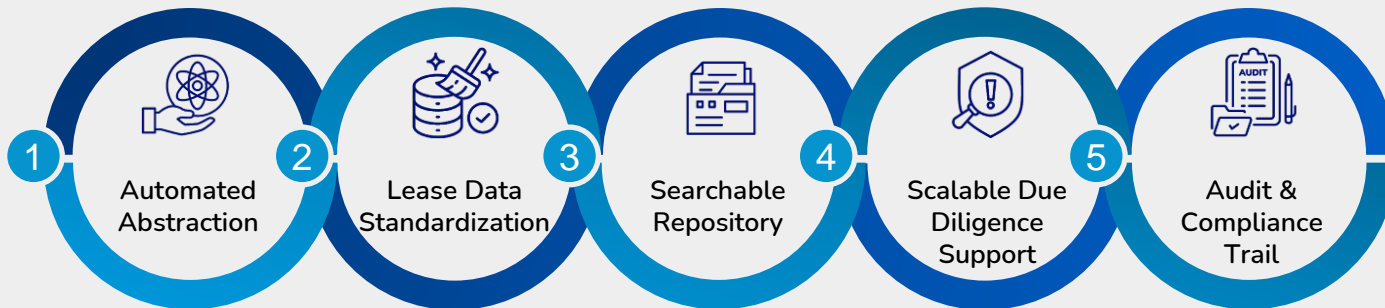 1
Automated
Abstraction
2
Lease Data
Standardization
3
Searchable
Repository
4
Scalable Due
Diligence
Support
5
AUDIT
Audit &
Compliance
Trail